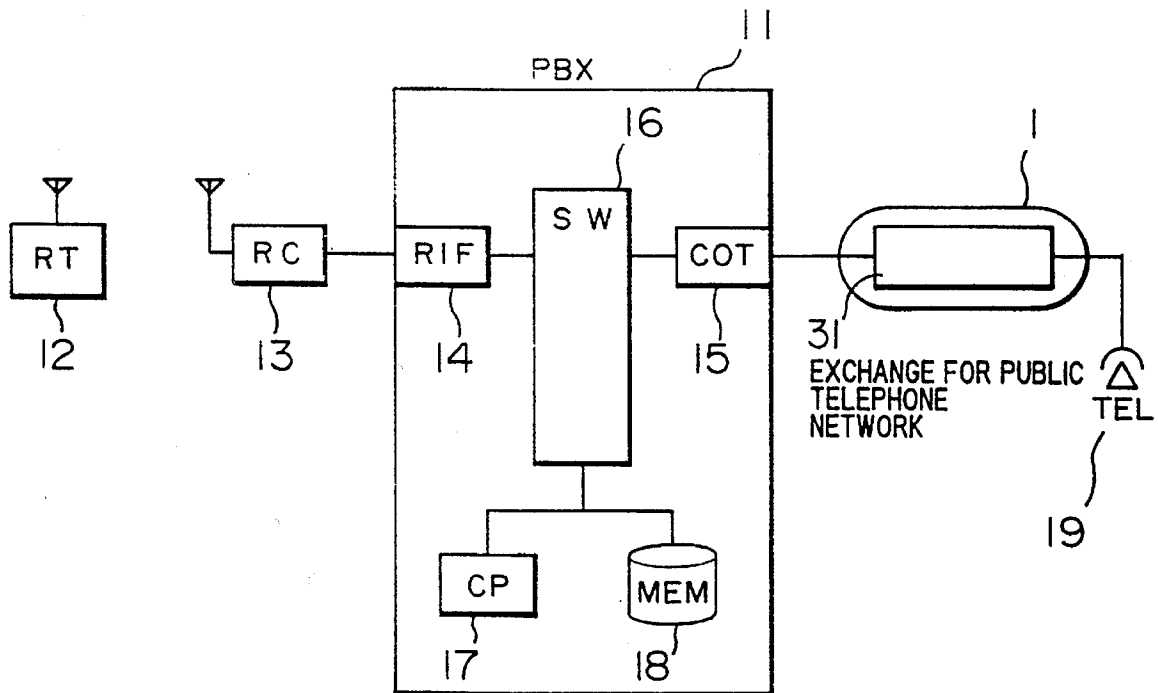 11
PBX
16
1
S W
RT
RC
RIF
COT
12
13
14
15
31
EXCHANGE FOR PUBLIC
TELEPHONE
NETWORK
TEL
19
CP
MEM
17
18